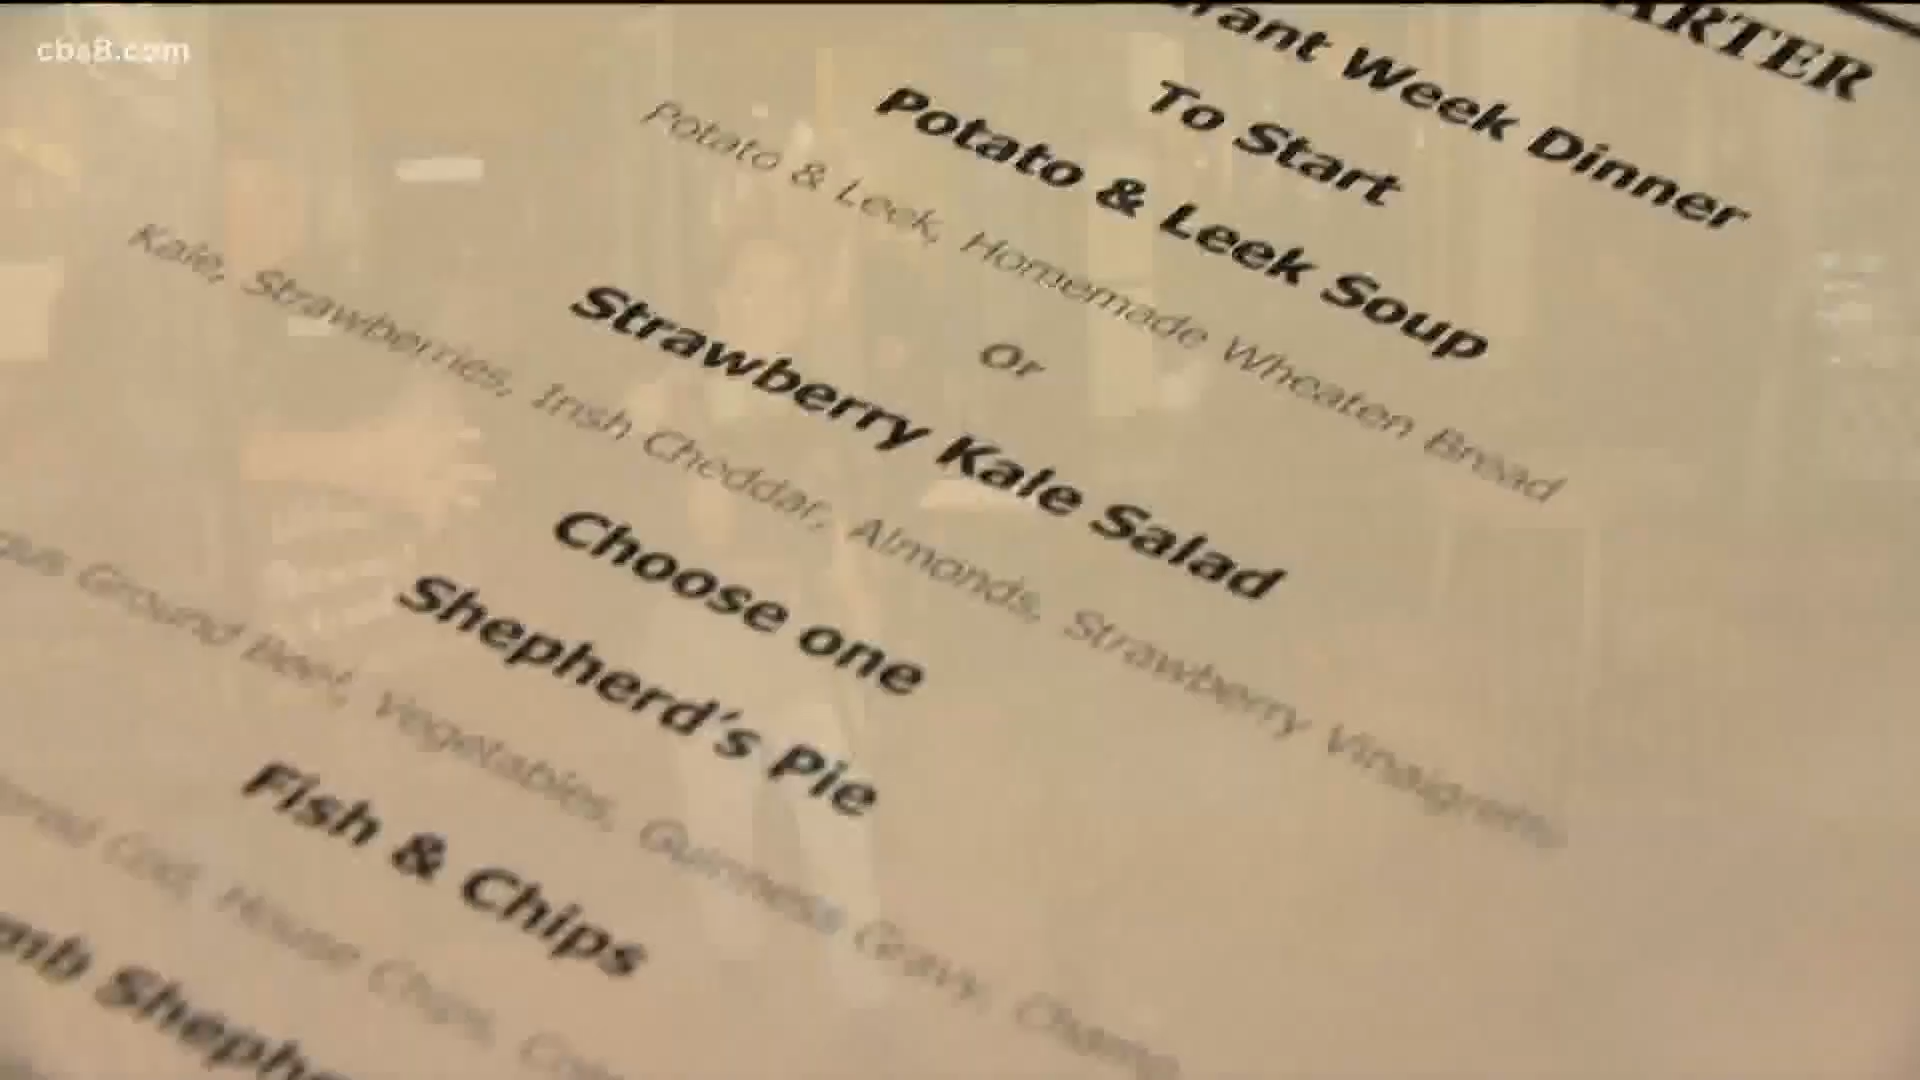 cbs8.com
Week Dinner
To Start
Potato & Leek Soup
Potato & Leek, Homemade Wheaten Bread
Or
Strawberry Kale Salad
Kale, Strawberries, Irish Cheddar, Almonds, Strawberry Vinaigrette
Choose one
Shepherd's Pie
Ground Beef, Vegetables, Guinness Gravy, Champ
Fish & Chips
Cod, House Chips,